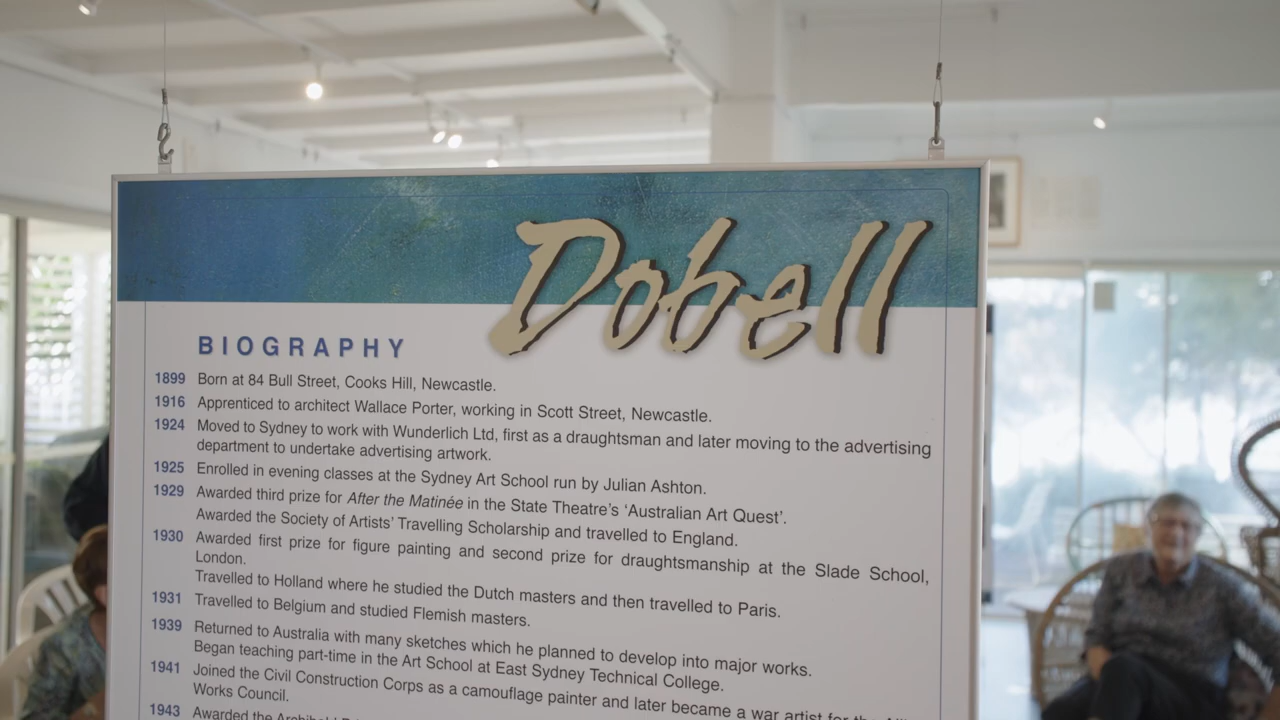 Dobell
BIOGRAPHY
1899 Born at 84 Bull Street, Cooks Hill, Newcastle.
1916 Apprenticed to architect Wallace Porter, working in Scott Street, Newcastle.
1924 Moved to Sydney to work with Wunderlich Ltd, first as a draughtsman and later moving to the advertising
department to undertake advertising artwork.
1925 Enrolled in evening classes at the Sydney Art School run by Julian Ashton.
1929 Awarded third prize for After the Matinée in the State Theatre's ‘Australian Art Quest’.
Awarded the Society of Artists’ Travelling Scholarship and travelled to England.
1930 Awarded first prize for figure painting and second prize for draughtsmanship at the Slade School,
London.
Travelled to Holland where he studied the Dutch masters and then travelled to Paris.
1931 Travelled to Belgium and studied Flemish masters.
1939 Returned to Australia with many sketches which he planned to develop into major works.
Began teaching part-time in the Art School at East Sydney Technical College.
1941 Joined the Civil Construction Corps as a camouflage painter and later became a war artist for the
Works Council.
1943 Awarded the